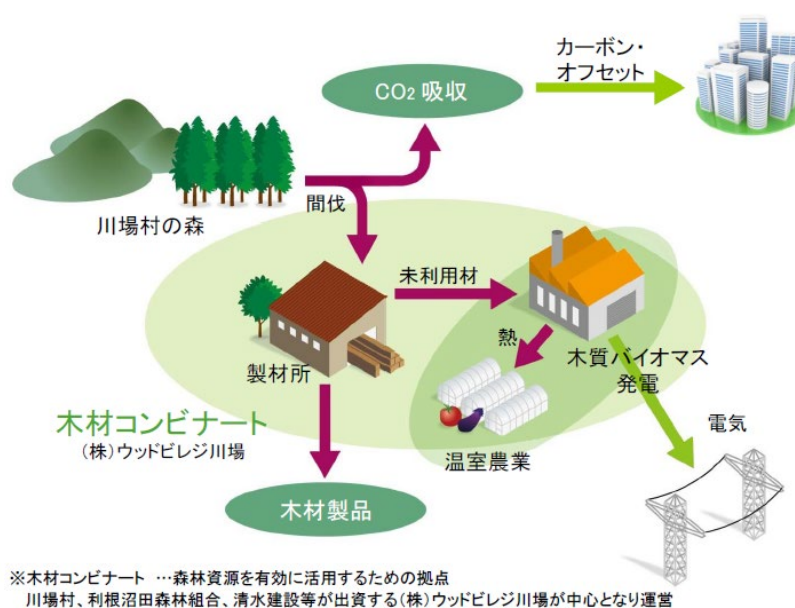 カーボン・
オフセット
CO2 吸収
間伐
川場村の森
未利用材
熱
製材所
木質バイオマス
発電
木材コンビナート
(株)ウッドビレジ川場
電気
温室農業
木材製品
※木材コンビナート …森林資源を有効に活用するための拠点
川場村、利根沼田森林組合、清水建設等が出資する(株)ウッドビレジ川場が中心となり運営